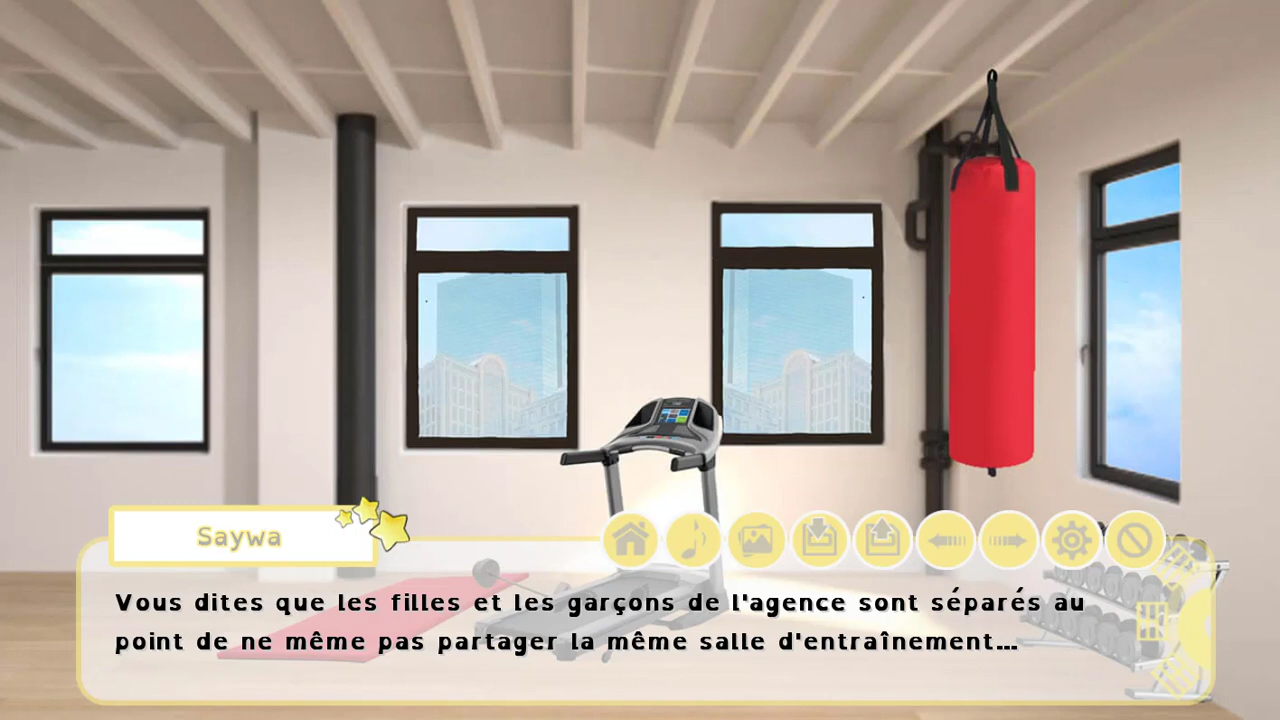 Saywa
Vous dites que les filles et les garçons de l'agence sont séparés au
point de ne même pas partager la même salle d'entraînement...